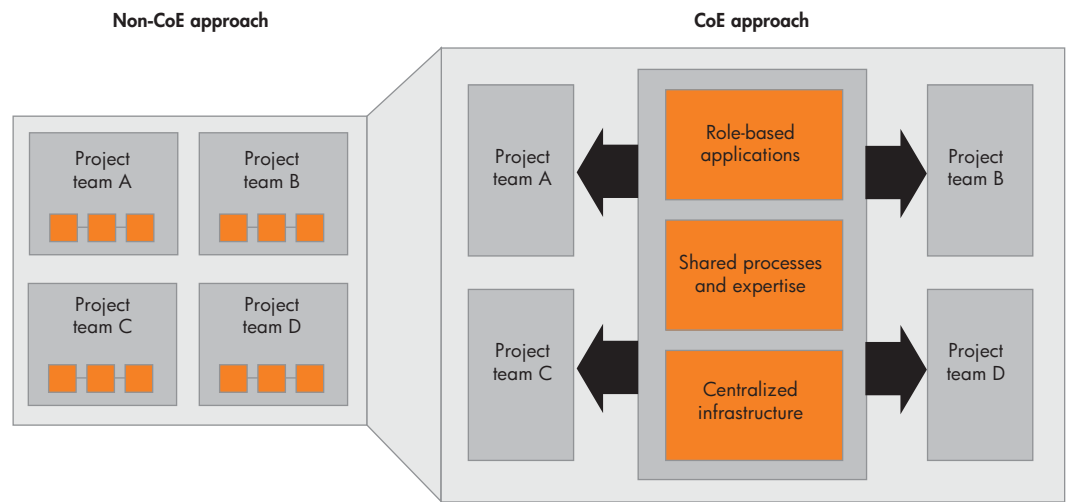 Non-CoE approach
CoE approach
Project
team A
Project
team B
Project
team C
Project
team D
Project
team A
Role-based
applications
Project
team B
Shared processes
and expertise
Project
team C
Centralized
infrastructure
Project
team D